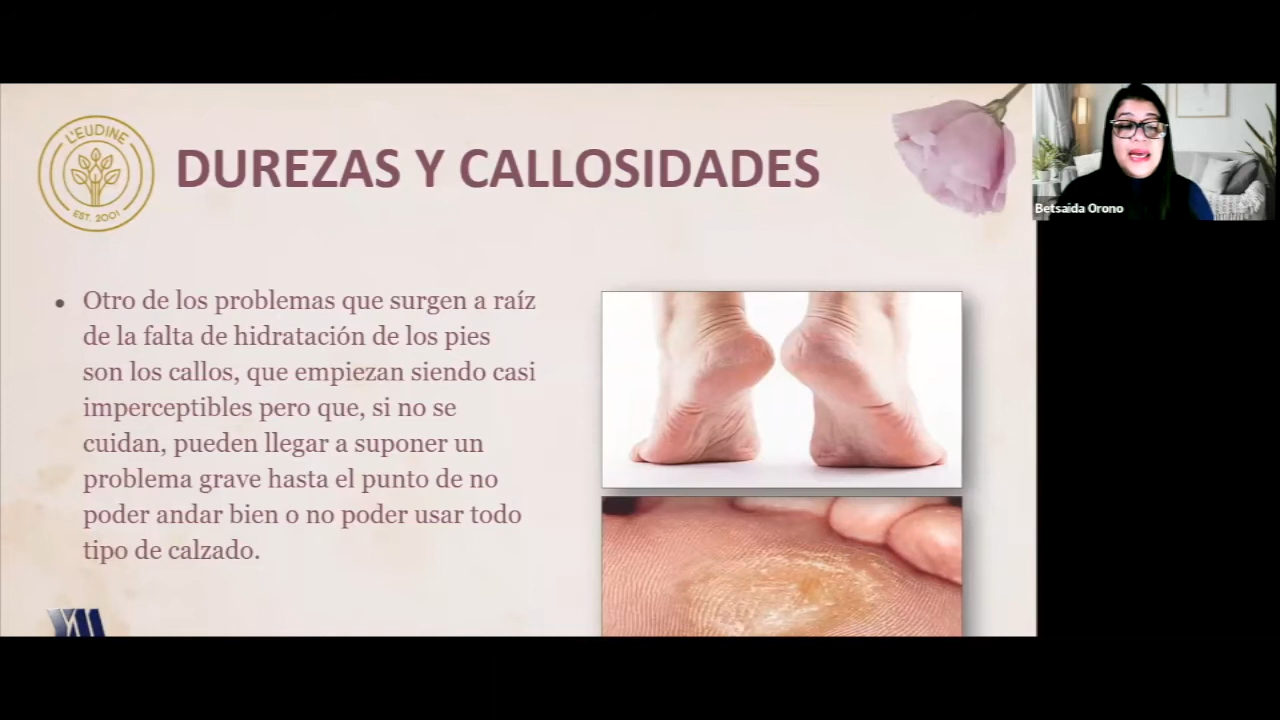 L'EUDINE
EST. 2001
DUREZAS Y CALLOSIDADES
Betsaida Orono
• Otro de los problemas que surgen a raíz
de la falta de hidratación de los pies
son los callos, que empiezan siendo casi
imperceptibles pero que, si no se
cuidan, pueden llegar a suponer un
problema grave hasta el punto de no
poder andar bien o no poder usar todo
tipo de calzado.